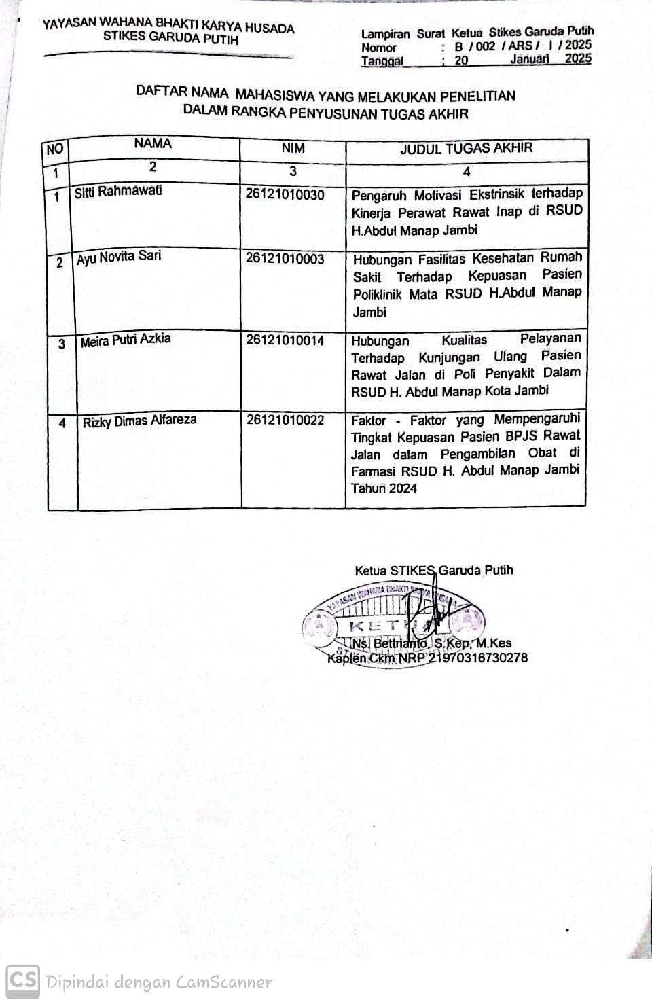 YAYASAN WAHANA BHAKTI KARYA HUSADA
STIKES GARUDA PUTIH
Lampiran Surat Ketua Stikes Garuda Putih
Nomor : B / 002 / ARS / I / 2025
Tanggal : 20 Januari 2025
DAFTAR NAMA MAHASISWA YANG MELAKUKAN PENELITIAN
DALAM RANGKA PENYUSUNAN TUGAS AKHIR
NO NAMA NIM JUDUL TUGAS AKHIR
1 2 3 4
1 Sitti Rahmawati 26121010030 Pengaruh Motivasi Ekstrinsik terhadap
Kinerja Perawat Rawat Inap di RSUD
H.Abdul Manap Jambi
2 Ayu Novita Sari 26121010003 Hubungan Fasilitas Kesehatan Rumah
Sakit Terhadap Kepuasan Pasien
Poliklinik Mata RSUD H.Abdul Manap
Jambi
3 Meira Putri Azkia 26121010014 Hubungan Kualitas Pelayanan
Terhadap Kunjungan Ulang Pasien
Rawat Jalan di Poli Penyakit Dalam
RSUD H. Abdul Manap Kota Jambi
4 Rizky Dimas Alfareza 26121010022 Faktor - Faktor yang Mempengaruhi
Tingkat Kepuasan Pasien BPJS Rawat
Jalan dalam Pengambilan Obat di
Farmasi RSUD H. Abdul Manap Jambi
Tahun 2024
Ketua STIKES Garuda Putih
YAYASAN WAHANA BHAKTI KARYA HUSADA
KETUA
Ns. Bettrianto, S.Kep, M.Kes
Kapten Ckm NRP 21970316730278
CS Dipindai dengan CamScanner